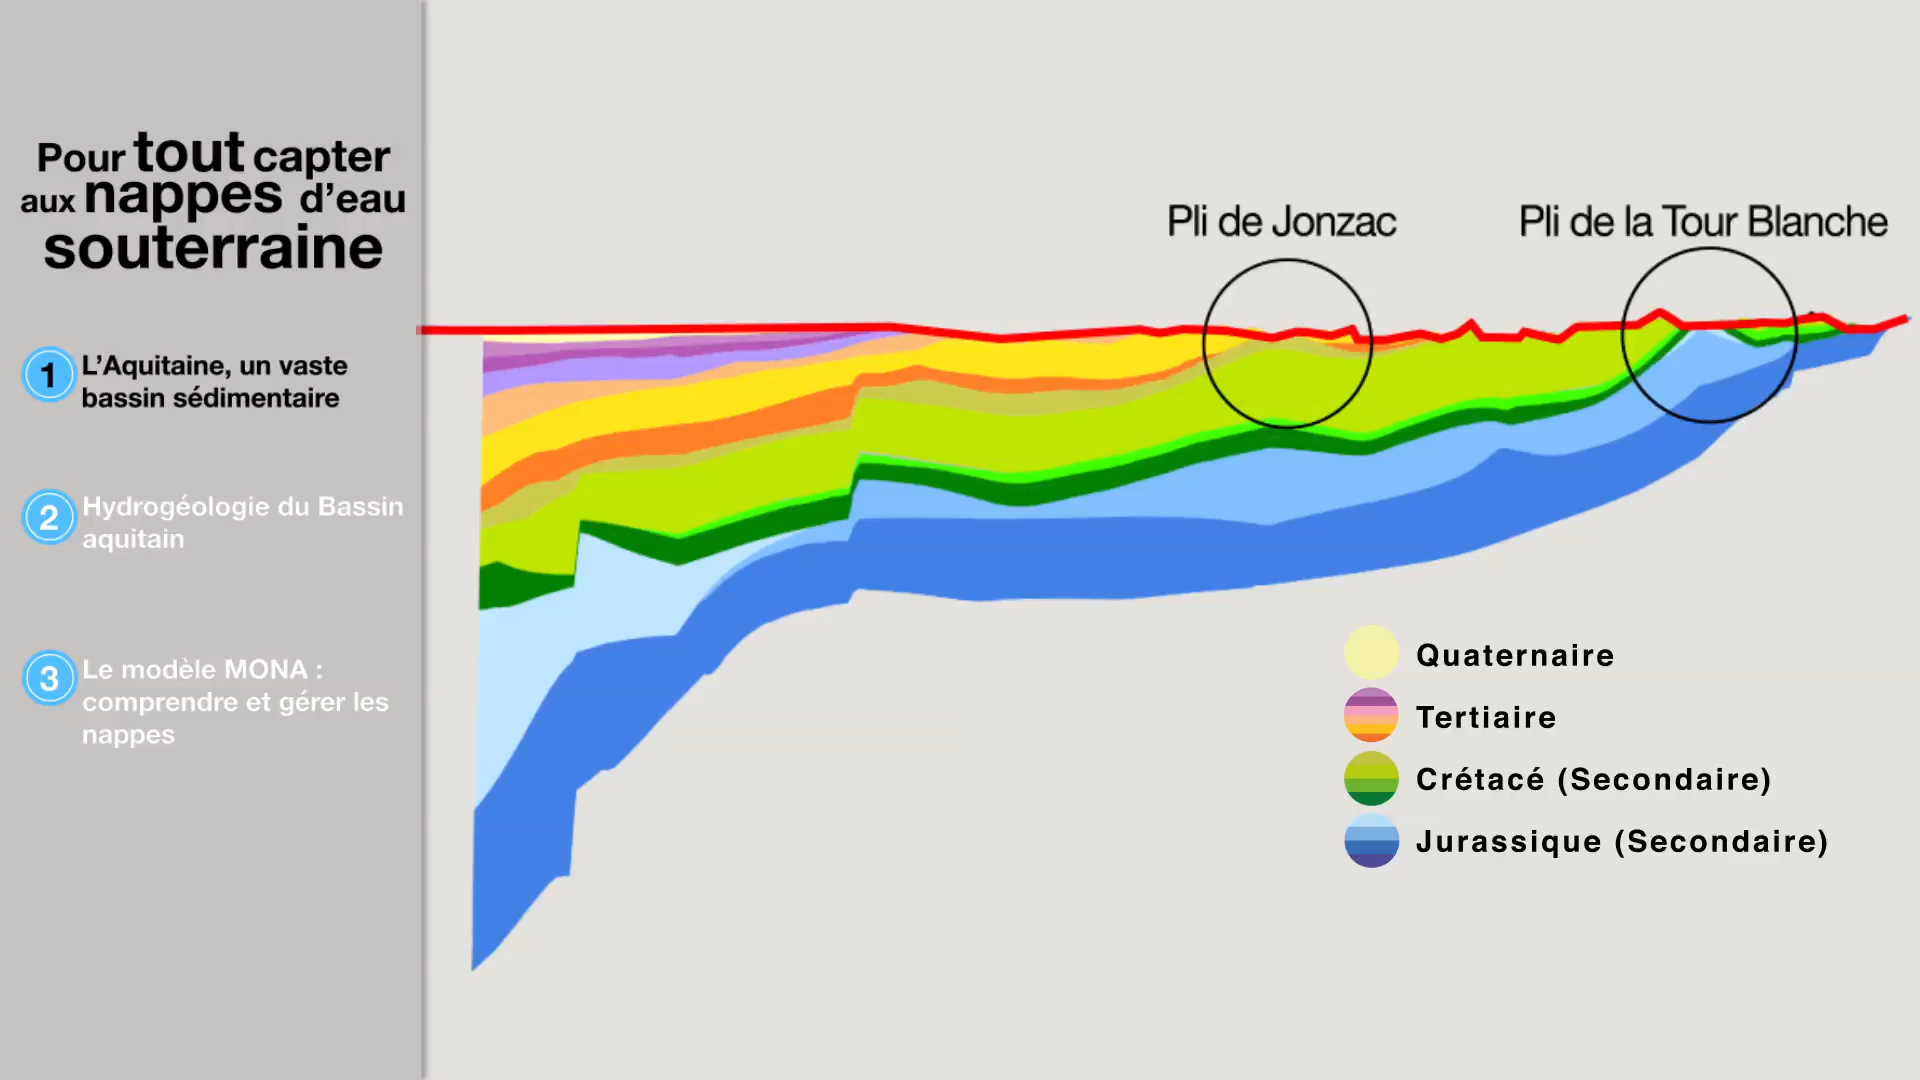 Pour tout capter
aux nappes d’eau
souterraine
1
L’Aquitaine, un vaste
bassin sédimentaire
2
Hydrogéologie du Bassin
aquitain
3
Le modèle MONA :
comprendre et gérer les
nappes
Pli de Jonzac
Pli de la Tour Blanche
Quaternaire
Tertiaire
Crétacé (Secondaire)
Jurassique (Secondaire)